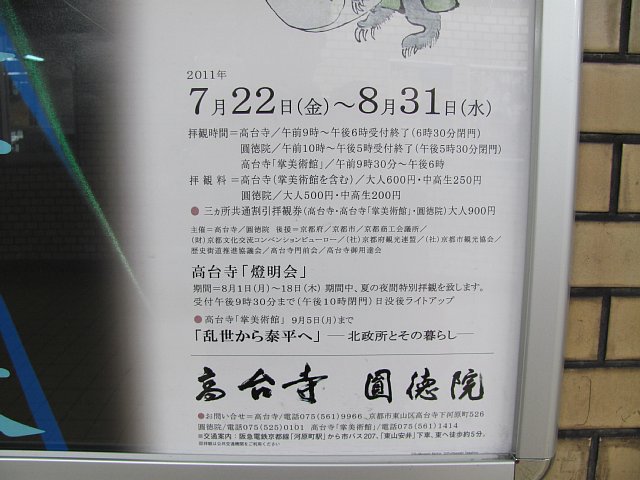 2011年
7月22日(金)～8月31日(水)
拝観時間＝高台寺／午前9時～午後6時受付終了(6時30分閉門)
圓徳院／午前10時～午後5時受付終了(午後5時30分閉門)
高台寺「掌美術館」／午前9時30分～午後6時
拝観料＝高台寺(掌美術館を含む)／大人600円・中高生250円
圓徳院／大人500円・中高生200円
●三ヵ所共通割引拝観券(高台寺・高台寺「掌美術館」・圓徳院)大人900円
主催＝高台寺／圓徳院 後援＝京都府／京都市／京都商工会議所／
(財)京都文化交流コンベンションビューロー／(社)京都府観光連盟／(社)京都市観光協会／
歴史街道推進協議会／高台寺門前会／高台寺御用達会
高台寺「燈明会」
期間＝8月1日(月)～18日(木) 期間中、夏の夜間特別拝観を致します。
受付午後9時30分まで(午後10時閉門)日没後ライトアップ
●高台寺「掌美術館」 9月5日(月)まで
「乱世から泰平へ」―北政所とその暮らし―
高台寺 圓徳院
●お問い合せ＝高台寺/電話075(561)9966 京都市東山区高台寺下河原町526
圓徳院/電話075(525)0101 高台寺「掌美術館」/電話075(561)1414
※交通案内：阪急電鉄京都線「河原町駅」から市バス207、「東山安井」下車、東へ徒歩約5分。